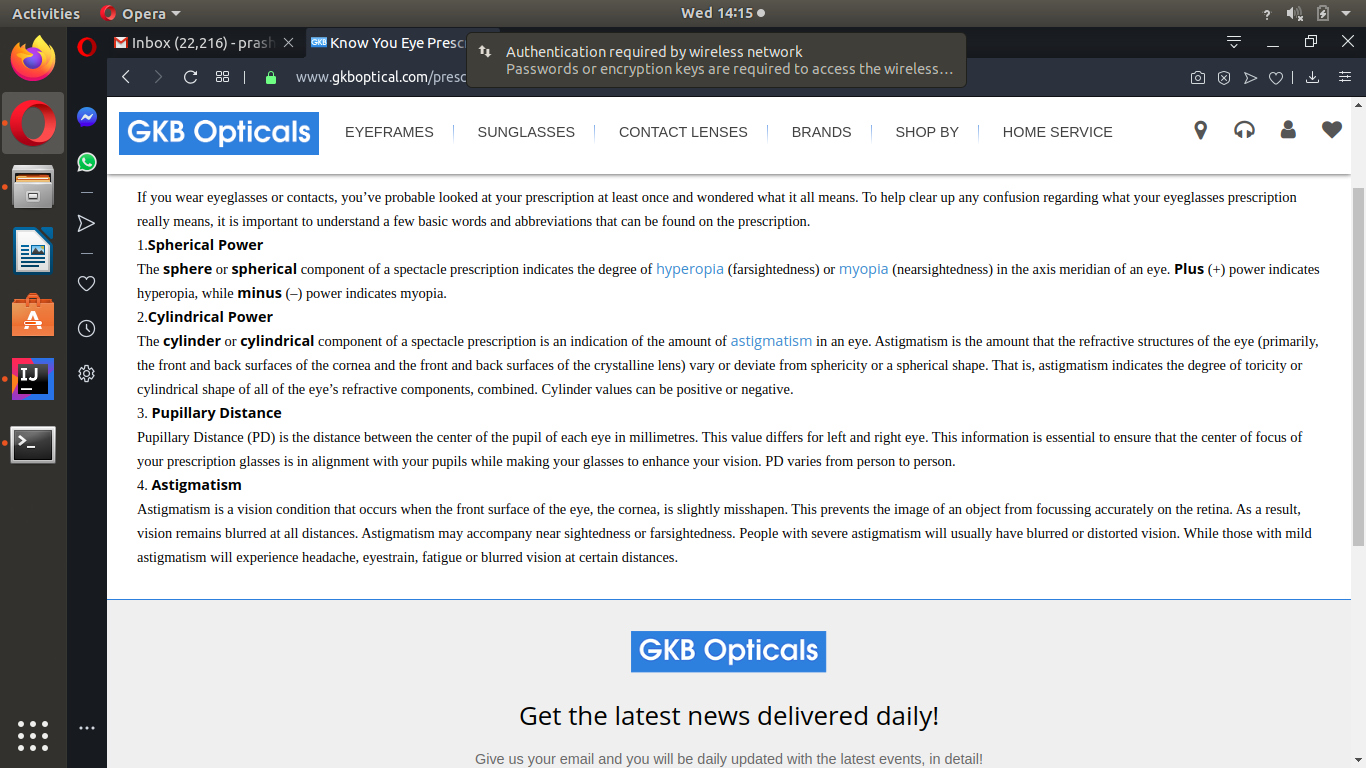 Activities
Opera
Wed 14:15
?
Inbox (22,216) - prash
GKB Know You Eye Presc
Authentication required by wireless network
Passwords or encryption keys are required to access the wireless…
www.gkboptical.com/presc
GKB Opticals
EYEFRAMES
SUNGLASSES
CONTACT LENSES
BRANDS
SHOP BY
HOME SERVICE
If you wear eyeglasses or contacts, you’ve probable looked at your prescription at least once and wondered what it all means. To help clear up any confusion regarding what your eyeglasses prescription
really means, it is important to understand a few basic words and abbreviations that can be found on the prescription.
1.Spherical Power
The sphere or spherical component of a spectacle prescription indicates the degree of hyperopia (farsightedness) or myopia (nearsightedness) in the axis meridian of an eye. Plus (+) power indicates
hyperopia, while minus (–) power indicates myopia.
2.Cylindrical Power
The cylinder or cylindrical component of a spectacle prescription is an indication of the amount of astigmatism in an eye. Astigmatism is the amount that the refractive structures of the eye (primarily,
the front and back surfaces of the cornea and the front and back surfaces of the crystalline lens) vary or deviate from sphericity or a spherical shape. That is, astigmatism indicates the degree of toricity or
cylindrical shape of all of the eye’s refractive components, combined. Cylinder values can be positive or negative.
3. Pupillary Distance
Pupillary Distance (PD) is the distance between the center of the pupil of each eye in millimetres. This value differs for left and right eye. This information is essential to ensure that the center of focus of
your prescription glasses is in alignment with your pupils while making your glasses to enhance your vision. PD varies from person to person.
4. Astigmatism
Astigmatism is a vision condition that occurs when the front surface of the eye, the cornea, is slightly misshapen. This prevents the image of an object from focussing accurately on the retina. As a result,
vision remains blurred at all distances. Astigmatism may accompany near sightedness or farsightedness. People with severe astigmatism will usually have blurred or distorted vision. While those with mild
astigmatism will experience headache, eyestrain, fatigue or blurred vision at certain distances.
IJ
GKB Opticals
Get the latest news delivered daily!
Give us your email and you will be daily updated with the latest events, in detail!